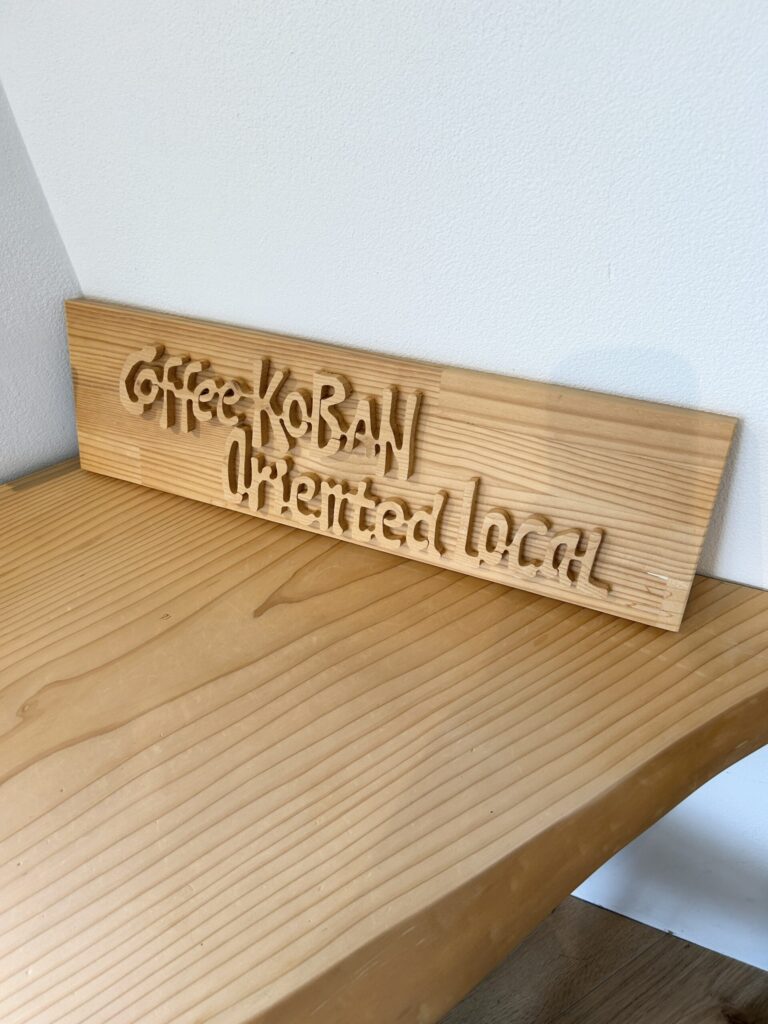 Coffee KOBAN
Oriented local